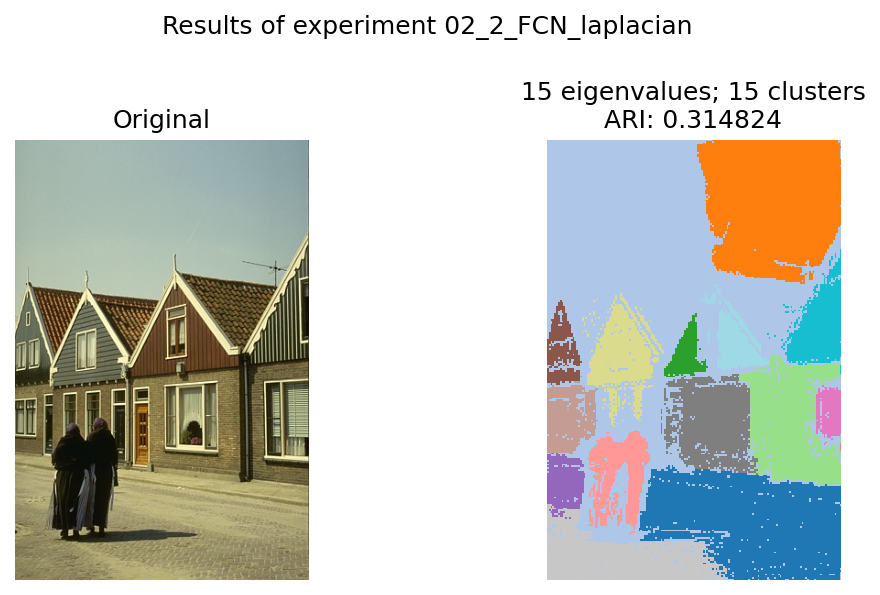 Results of experiment 02_2_FCN_laplacian
Original
15 eigenvalues; 15 clusters
ARI: 0.314824